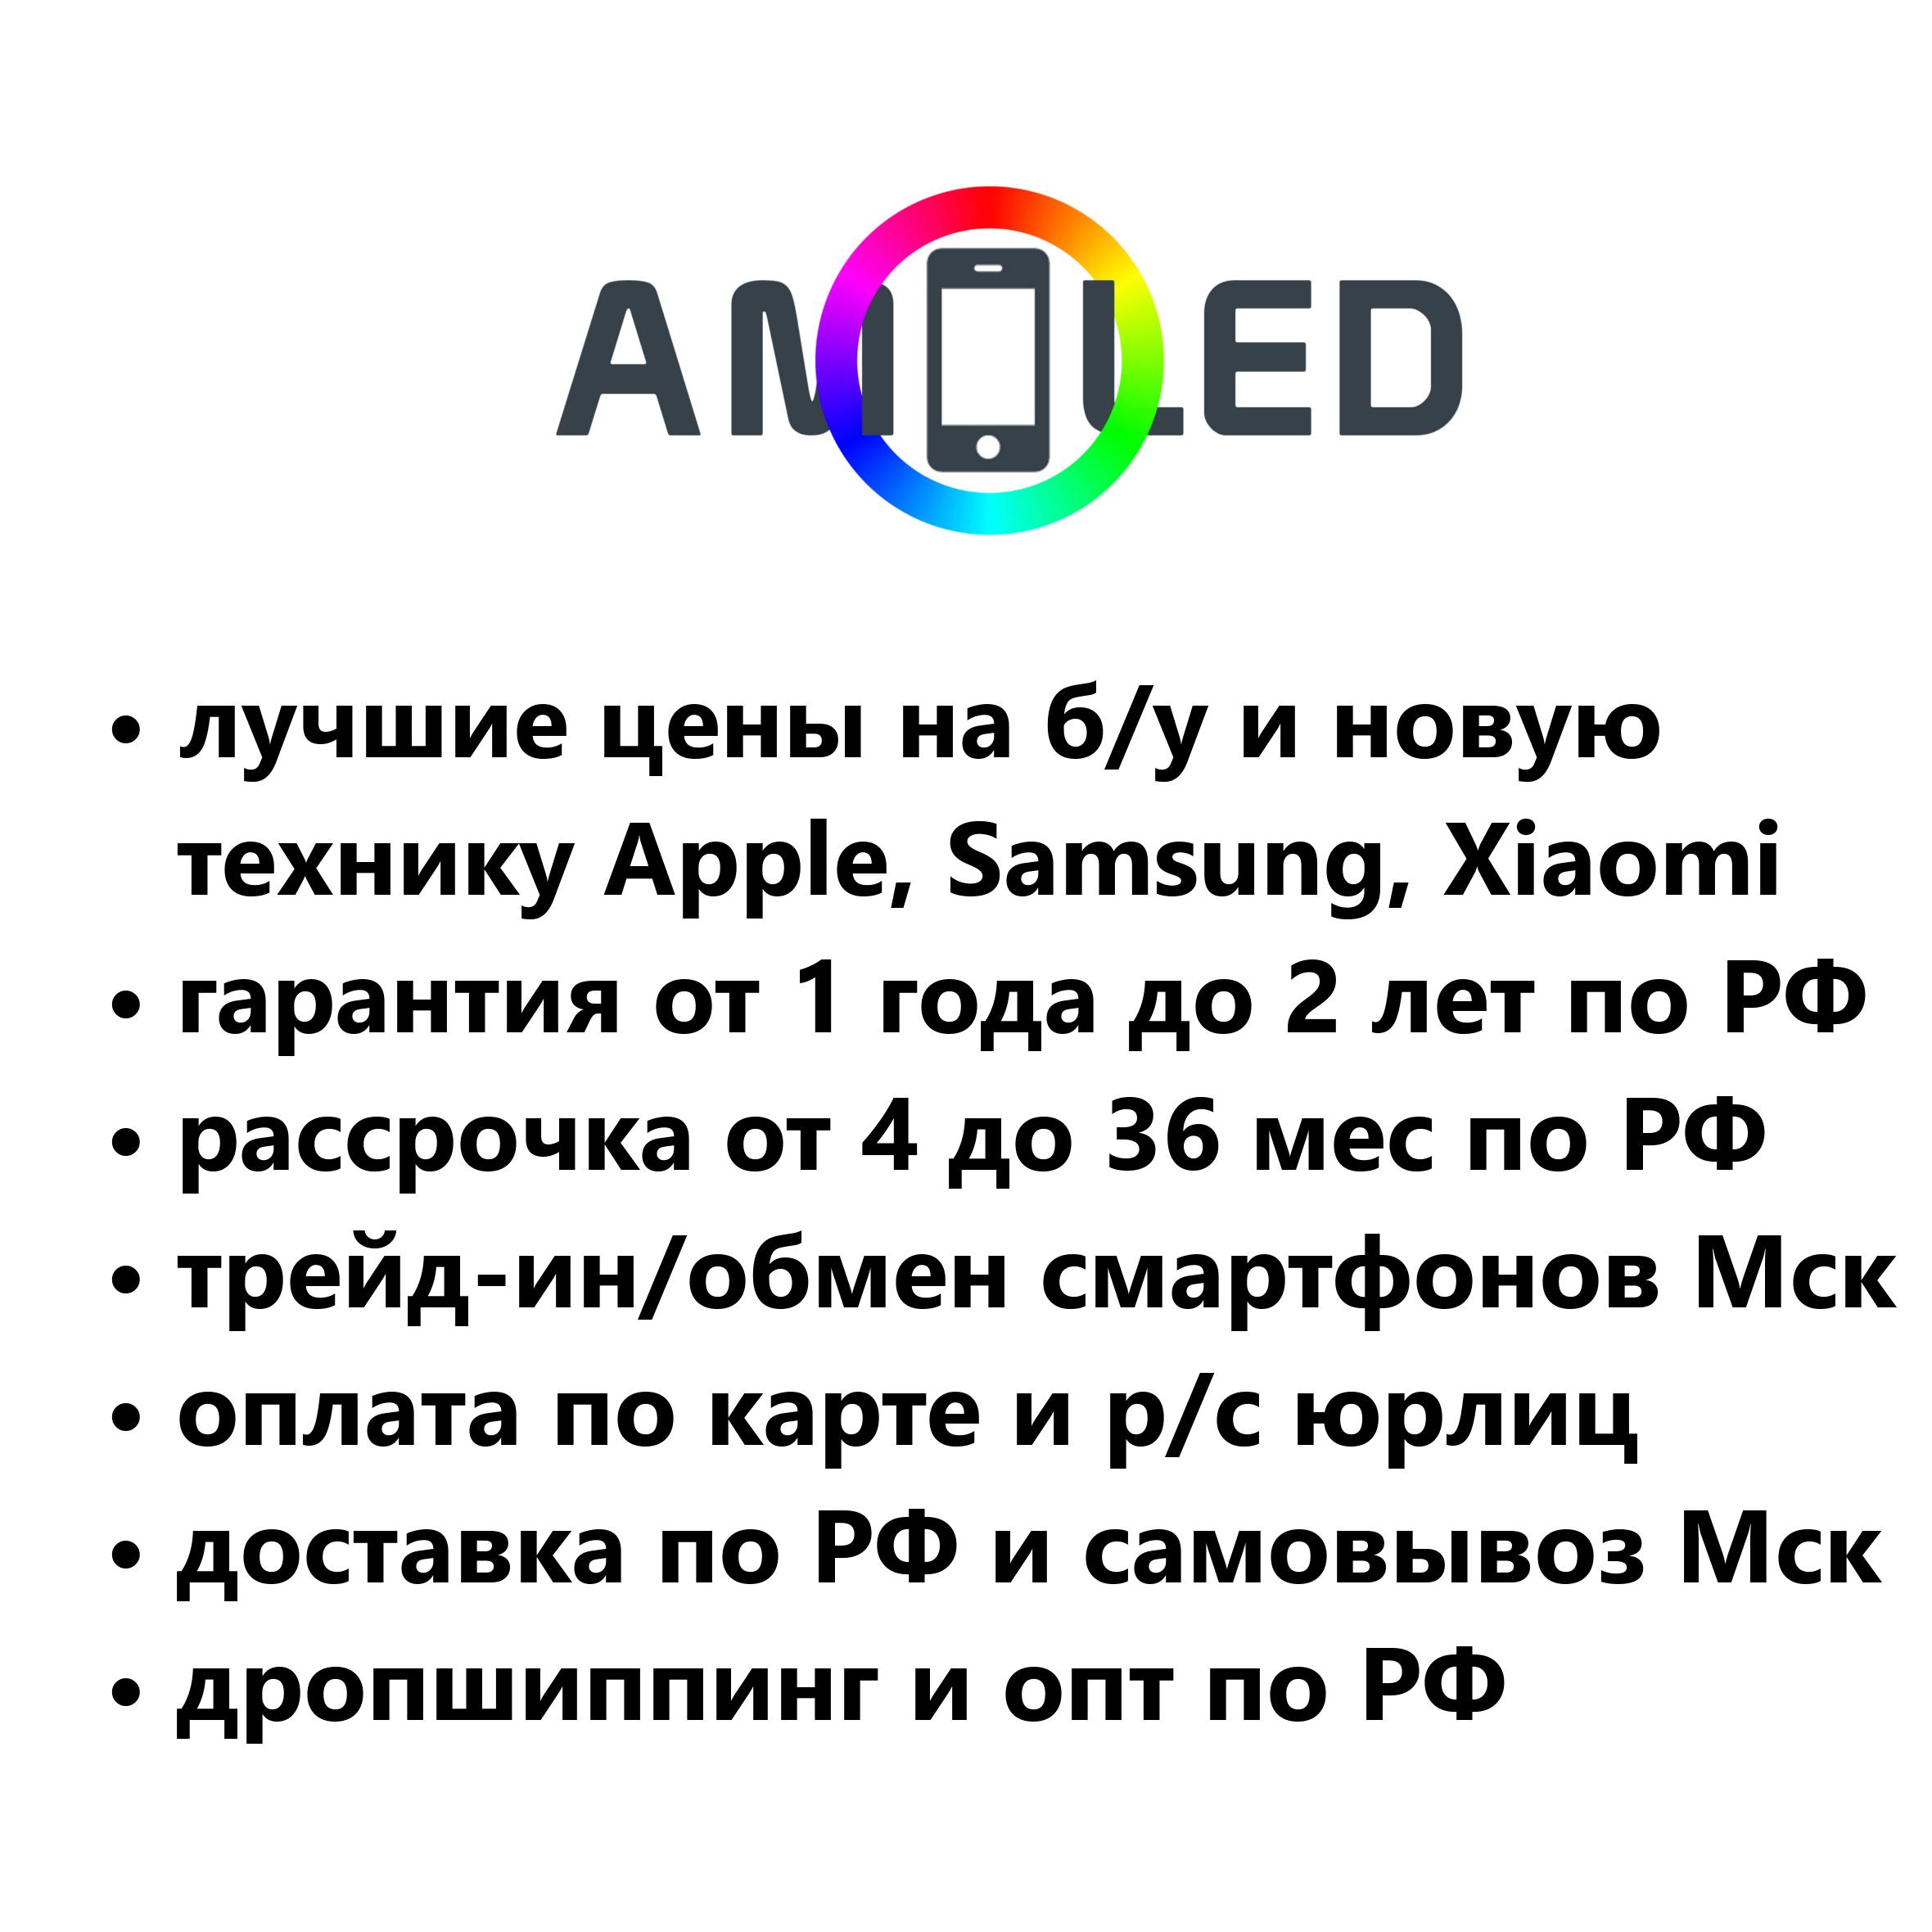 AMOLED
• лучшие цены на б/у и новую
технику Apple, Samsung, Xiaomi
• гарантия от 1 года до 2 лет по РФ
• рассрочка от 4 до 36 мес по РФ
• трейд-ин/обмен смартфонов Мск
• оплата по карте и р/с юрлиц
• доставка по РФ и самовывоз Мск
• дропшиппинг и опт по РФ